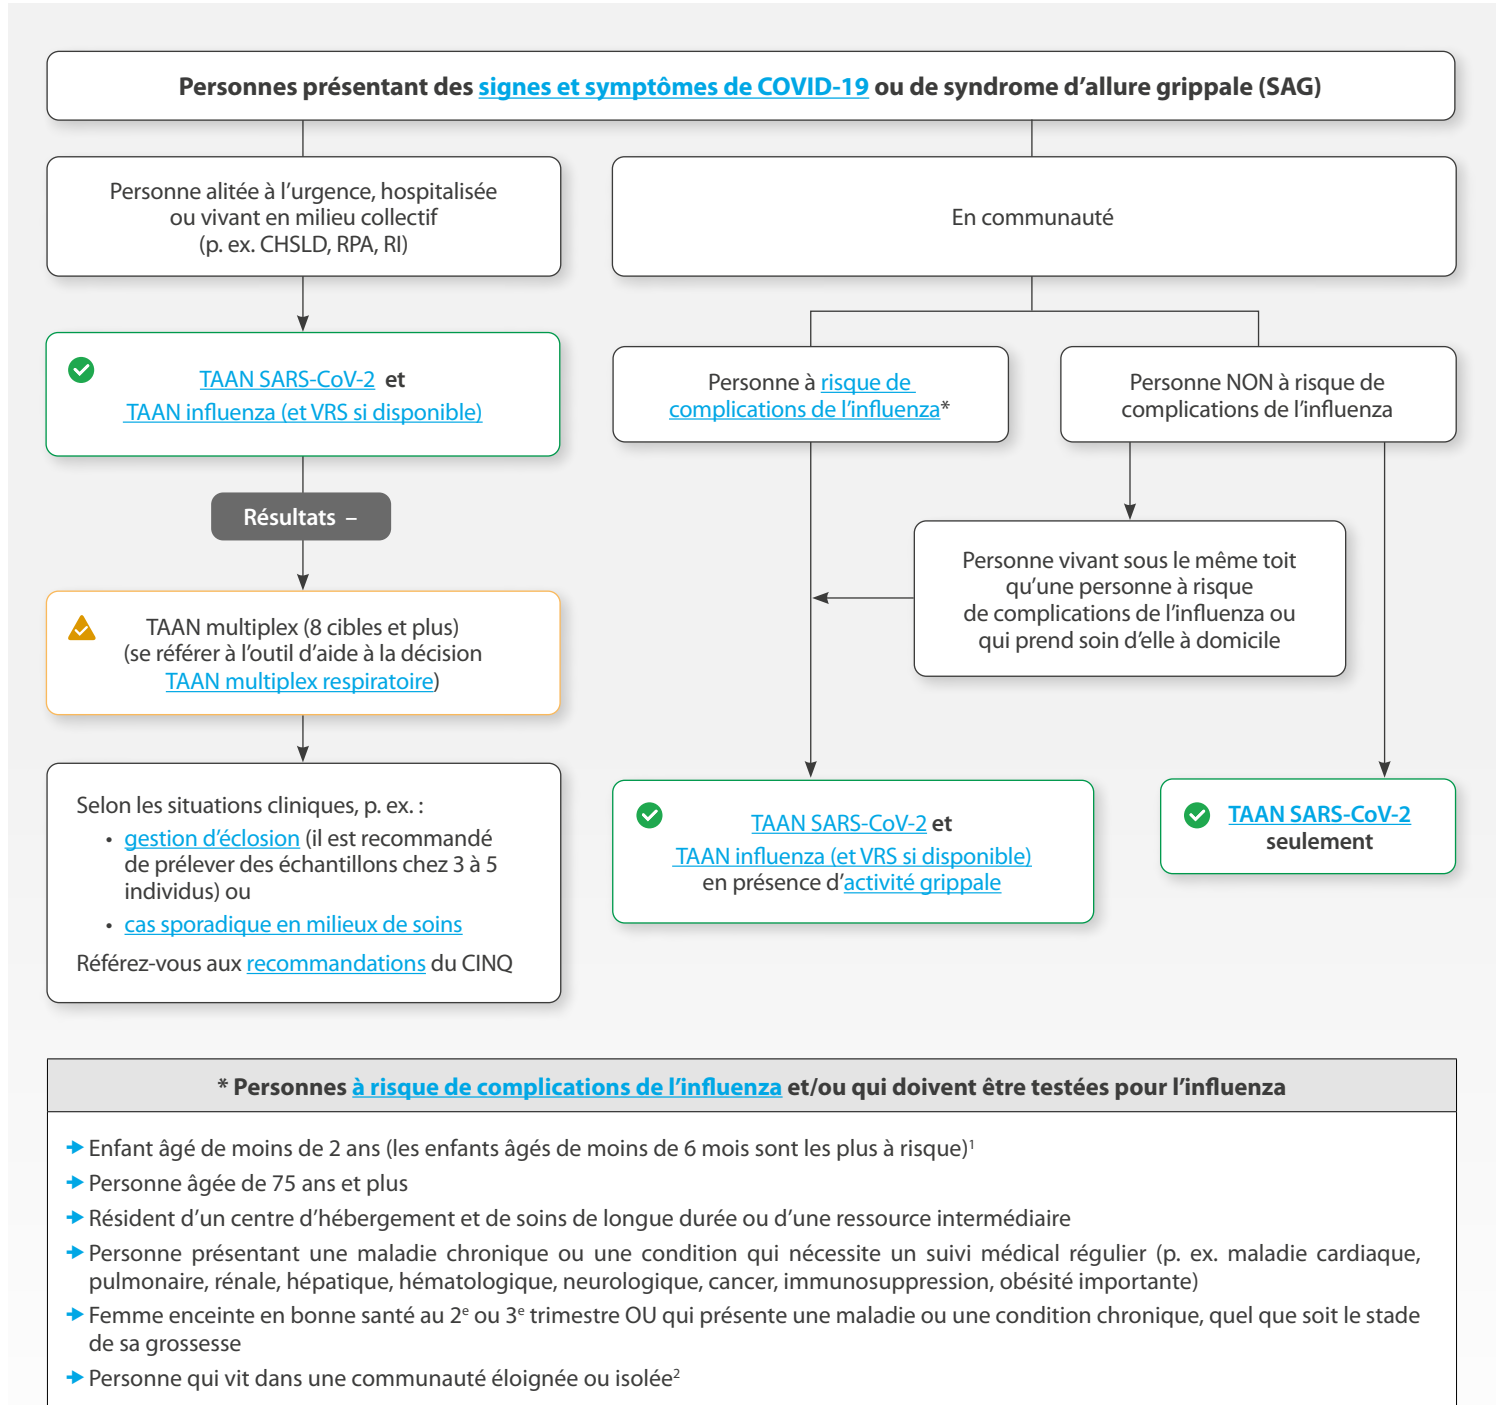 Personnes présentant des signes et symptômes de COVID-19 ou de syndrome d’allure grippale (SAG)
Personne alitée à l’urgence, hospitalisée
ou vivant en milieu collectif
(p. ex. CHSLD, RPA, RI)
En communauté
TAAN SARS-CoV-2 et
TAAN influenza (et VRS si disponible)
Personne à risque de
complications de l’influenza*
Personne NON à risque de
complications de l’influenza
Résultats –
Personne vivant sous le même toit
qu’une personne à risque
de complications de l’influenza ou
qui prend soin d’elle à domicile
TAAN multiplex (8 cibles et plus)
(se référer à l’outil d’aide à la décision
TAAN multiplex respiratoire)
Selon les situations cliniques, p. ex. :
• gestion d’éclosion (il est recommandé
de prélever des échantillons chez 3 à 5
individus) ou
• cas sporadique en milieux de soins
Référez-vous aux recommandations du CINQ
TAAN SARS-CoV-2 et
TAAN influenza (et VRS si disponible)
en présence d’activité grippale
TAAN SARS-CoV-2
seulement
* Personnes à risque de complications de l’influenza et/ou qui doivent être testées pour l’influenza
Enfant âgé de moins de 2 ans (les enfants âgés de moins de 6 mois sont les plus à risque)¹
Personne âgée de 75 ans et plus
Résident d’un centre d’hébergement et de soins de longue durée ou d’une ressource intermédiaire
Personne présentant une maladie chronique ou une condition qui nécessite un suivi médical régulier (p. ex. maladie cardiaque,
pulmonaire, rénale, hépatique, hématologique, neurologique, cancer, immunosuppression, obésité importante)
Femme enceinte en bonne santé au 2ᵉ ou 3ᵉ trimestre OU qui présente une maladie ou une condition chronique, quel que soit le stade
de sa grossesse
Personne qui vit dans une communauté éloignée ou isolée²